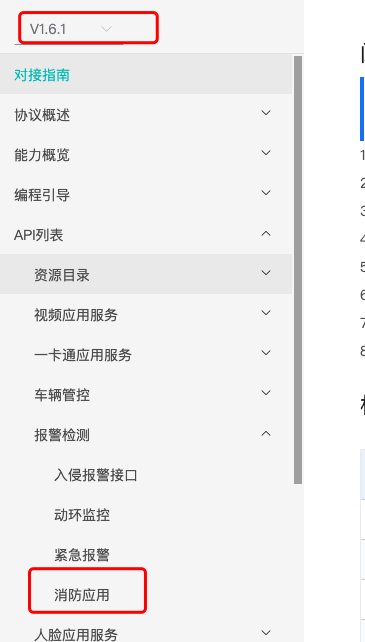 V1.6.1
对接指南
协议概述
能力概览
编程引导
API列表
资源目录
视频应用服务
一卡通应用服务
车辆管控
报警检测
入侵报警接口
动环监控
紧急报警
消防应用
人脸应用服务